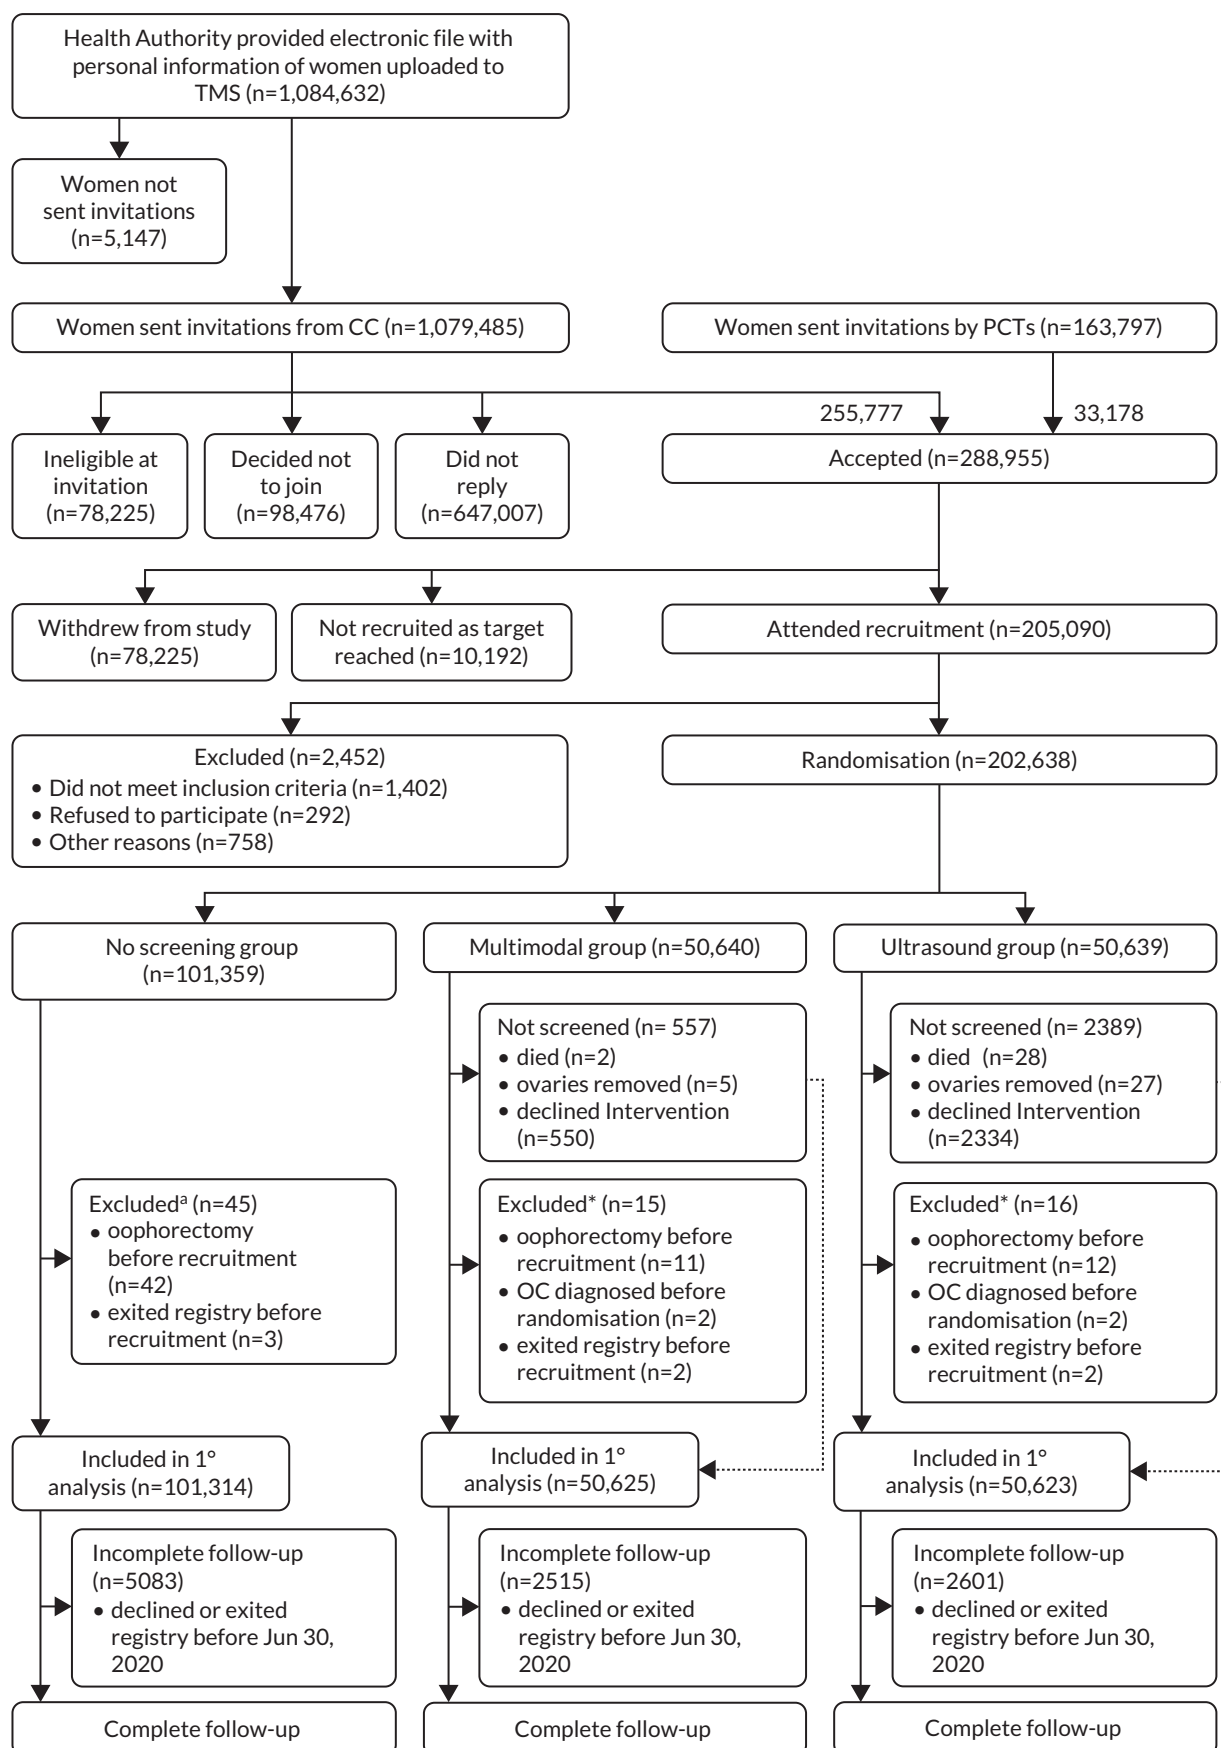 Health Authority provided electronic file with
personal information of women uploaded to
TMS (n=1,084,632)
Women not
sent invitations
(n=5,147)
Women sent invitations from CC (n=1,079,485)
Women sent invitations by PCTs (n=163,797)
255,777
33,178
Ineligible at
invitation
(n=78,225)
Decided not
to join
(n=98,476)
Did not
reply
(n=647,007)
Accepted (n=288,955)
Withdrew from study
(n=78,225)
Not recruited as target
reached (n=10,192)
Attended recruitment (n=205,090)
Excluded (n=2,452)
• Did not meet inclusion criteria (n=1,402)
• Refused to participate (n=292)
• Other reasons (n=758)
Randomisation (n=202,638)
No screening group
(n=101,359)
Multimodal group (n=50,640)
Ultrasound group (n=50,639)
Not screened (n= 557)
• died (n=2)
• ovaries removed (n=5)
• declined Intervention
(n=550)
Not screened (n= 2389)
• died (n=28)
• ovaries removed (n=27)
• declined Intervention
(n=2334)
Excludedᵃ (n=45)
• oophorectomy
before recruitment
(n=42)
• exited registry before
recruitment (n=3)
Excluded* (n=15)
• oophorectomy before
recruitment (n=11)
• OC diagnosed before
randomisation (n=2)
• exited registry before
recruitment (n=2)
Excluded* (n=16)
• oophorectomy before
recruitment (n=12)
• OC diagnosed before
randomisation (n=2)
• exited registry before
recruitment (n=2)
Included in 1°
analysis (n=101,314)
Included in 1°
analysis (n=50,625)
Included in 1°
analysis (n=50,623)
Incomplete follow-up
(n=5083)
• declined or exited
registry before Jun 30,
2020
Incomplete follow-up
(n=2515)
• declined or exited
registry before Jun 30,
2020
Incomplete follow-up
(n=2601)
• declined or exited
registry before Jun 30,
2020
Complete follow-up
Complete follow-up
Complete follow-up